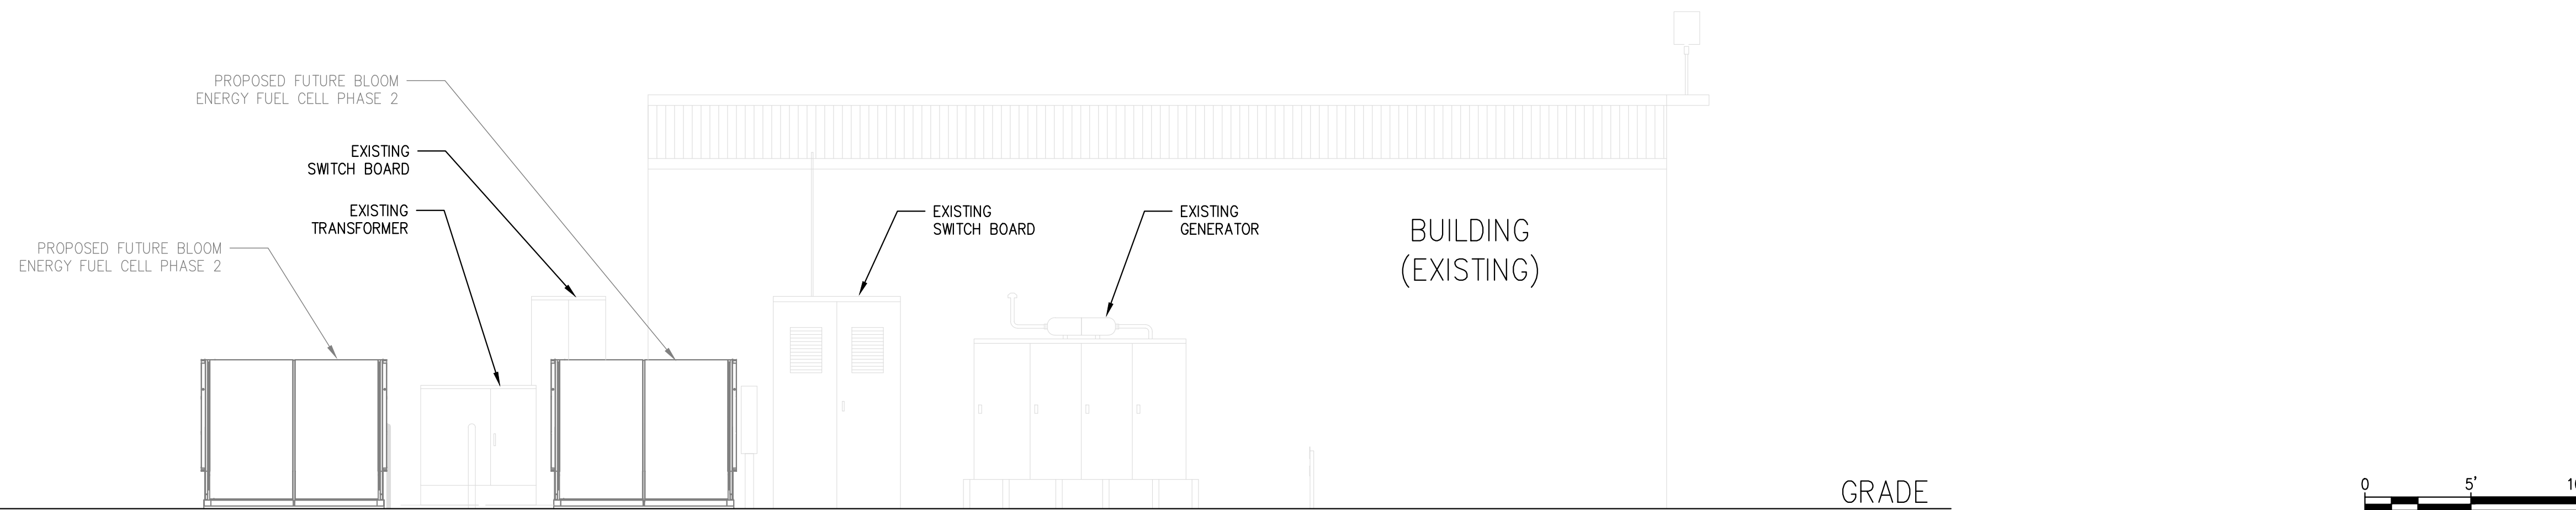 PROPOSED FUTURE BLOOM
ENERGY FUEL CELL PHASE 2
EXISTING
SWITCH BOARD
EXISTING
TRANSFORMER
PROPOSED FUTURE BLOOM
ENERGY FUEL CELL PHASE 2
EXISTING
SWITCH BOARD
EXISTING
GENERATOR
BUILDING
(EXISTING)
GRADE
0 5'